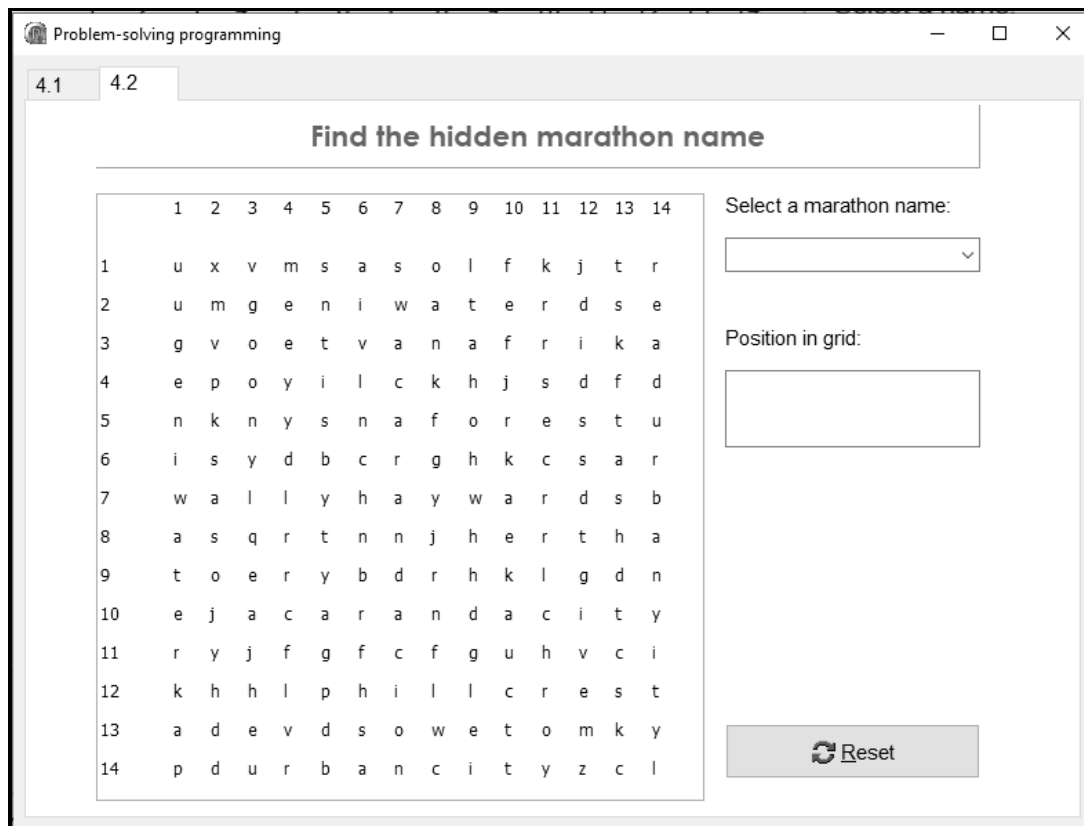 Problem-solving programming
4.1 4.2
Find the hidden marathon name
1 2 3 4 5 6 7 8 9 10 11 12 13 14
1 u x v m s a s o l f k j t r
2 u m g e n i w a t e r d s e
3 g v o e t v a n a f r i k a
4 e p o y i l c k h j s d f d
5 n k n y s n a f o r e s t u
6 i s y d b c r g h k c s a r
7 w a l l y h a y w a r d s b
8 a s q r t n n j h e r t h a
9 t o e r y b d r h k l g d n
10 e j a c a r a n d a c i t y
11 r y j f g f c f g u h v c i
12 k h h l p h i l l c r e s t
13 a d e v d s o w e t o m k y
14 p d u r b a n c i t y z c l
Select a marathon name:
Position in grid:
Reset